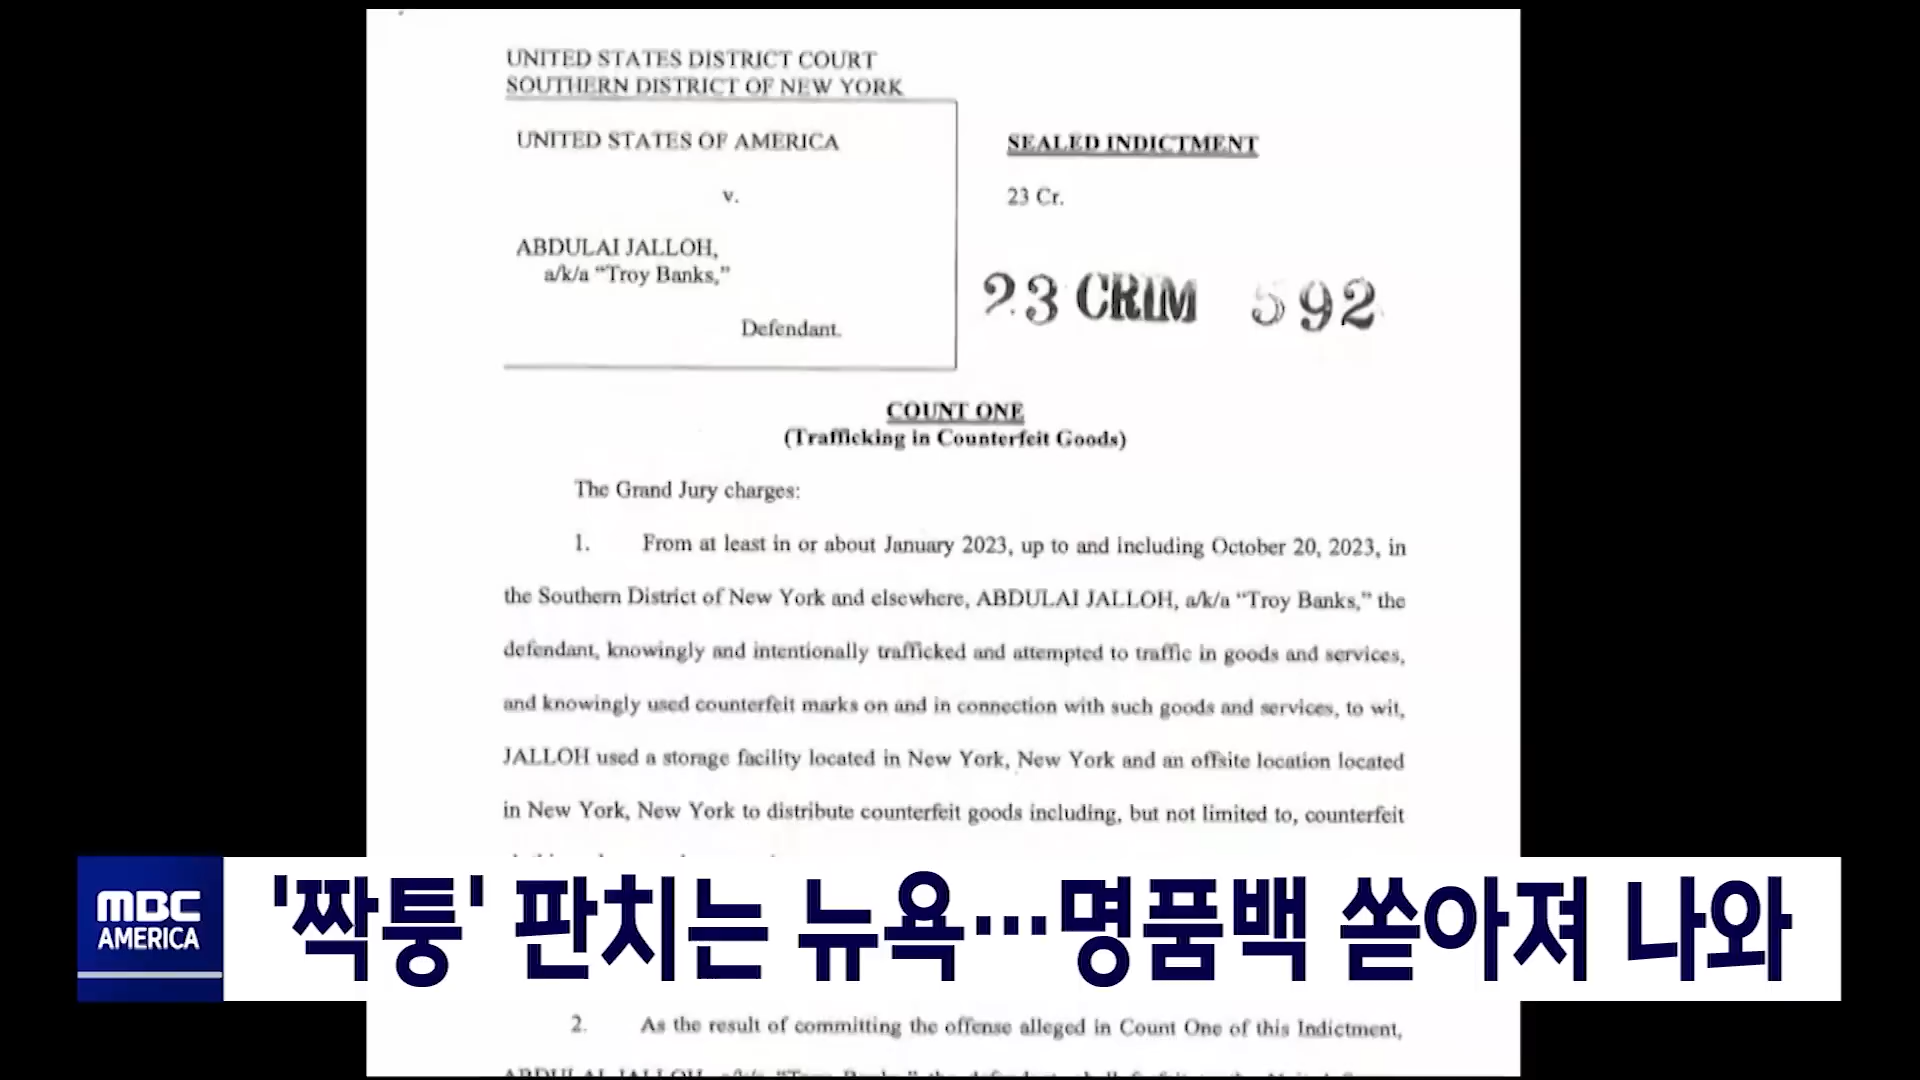 UNITED STATES DISTRICT COURT
SOUTHERN DISTRICT OF NEW YORK
UNITED STATES OF AMERICA
v.
ABDULAI JALLOH,
a/k/a “Troy Banks,”
Defendant.
SEALED INDICTMENT
23 Cr.
23 CRIM 592
COUNT ONE
(Trafficking in Counterfeit Goods)
The Grand Jury charges:
1. From at least in or about January 2023, up to and including October 20, 2023, in
the Southern District of New York and elsewhere, ABDULAI JALLOH, a/k/a “Troy Banks,” the
defendant, knowingly and intentionally trafficked and attempted to traffic in goods and services,
and knowingly used counterfeit marks on and in connection with such goods and services, to wit,
JALLOH used a storage facility located in New York, New York and an offsite location located
in New York, New York to distribute counterfeit goods including, but not limited to, counterfeit
MBC
AMERICA
'짝퉁' 판치는 뉴욕…명품백 쏟아져 나와
2. As the result of committing the offense alleged in Count One of this Indictment,